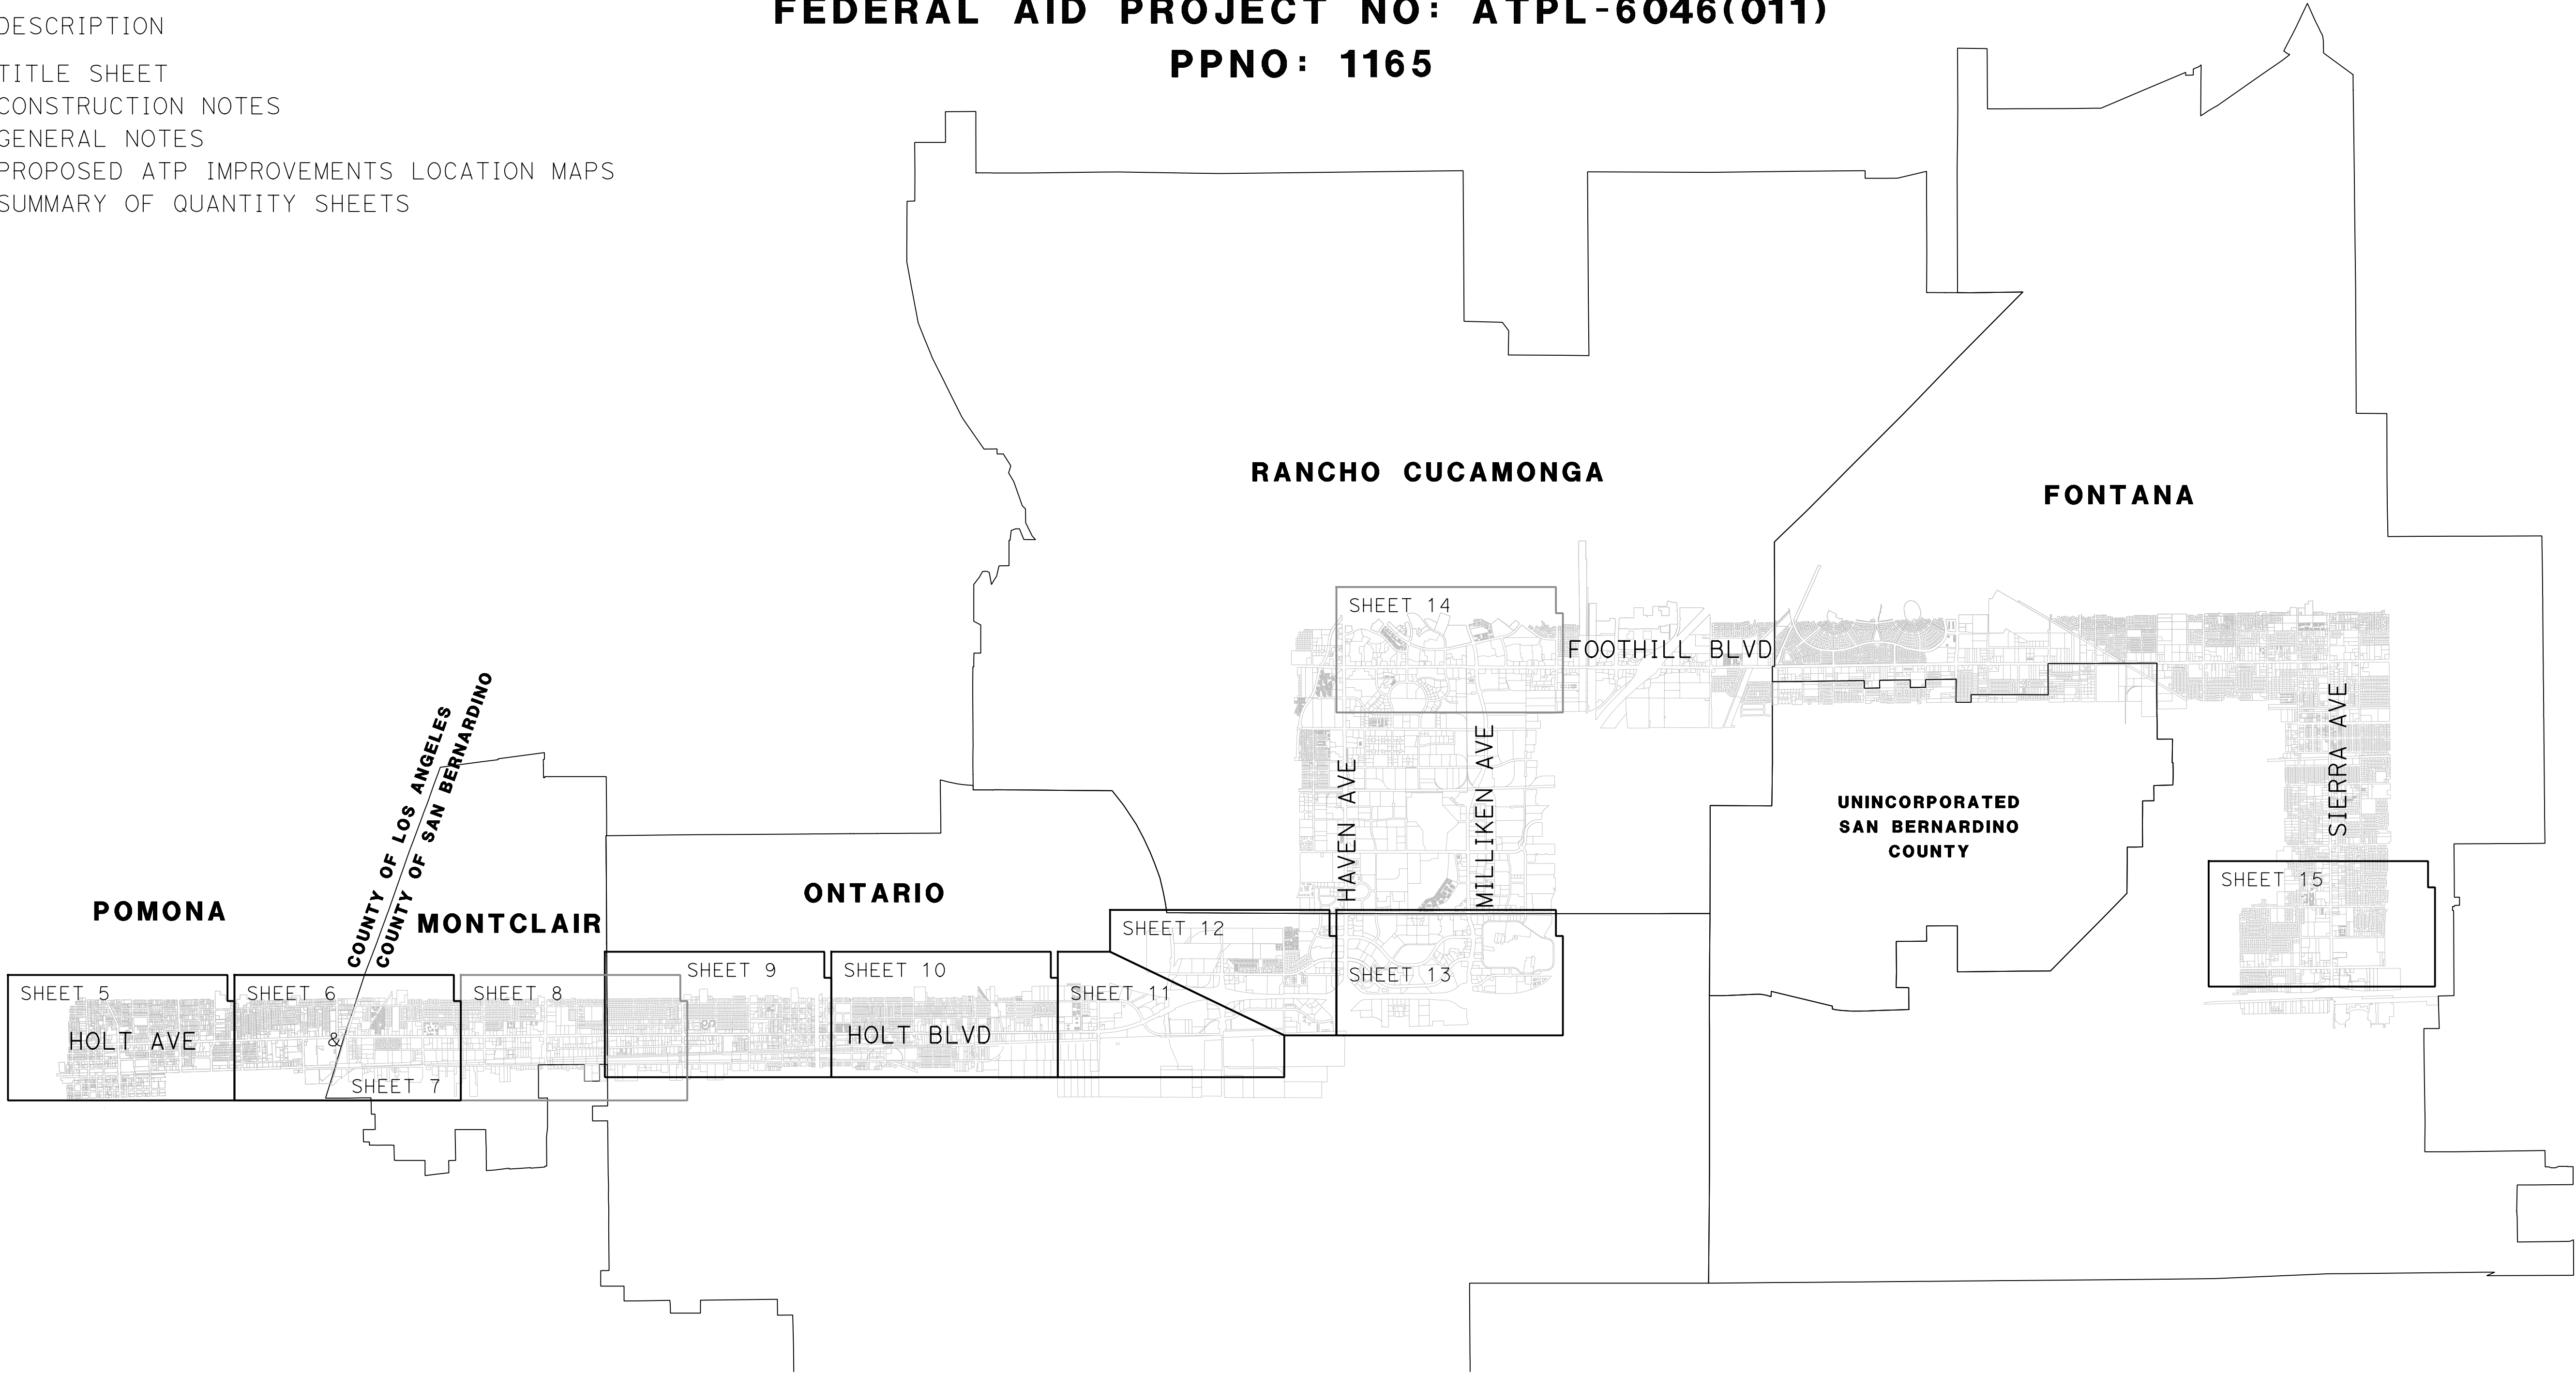 FEDERAL AID PROJECT NO: ATPL-6046(011)
PPNO: 1165
DESCRIPTION
TITLE SHEET
CONSTRUCTION NOTES
GENERAL NOTES
PROPOSED ATP IMPROVEMENTS LOCATION MAPS
SUMMARY OF QUANTITY SHEETS
RANCHO CUCAMONGA
FONTANA
SHEET 14
FOOTHILL BLVD
COUNTY OF LOS ANGELES
COUNTY OF SAN BERNARDINO
HAVEN AVE
MILLIKEN AVE
SIERRA AVE
UNINCORPORATED
SAN BERNARDINO
COUNTY
POMONA
MONTCLAIR
ONTARIO
SHEET 15
SHEET 12
SHEET 13
SHEET 5
SHEET 6
SHEET 8
SHEET 9
SHEET 10
SHEET 11
HOLT AVE
&
HOLT BLVD
SHEET 7